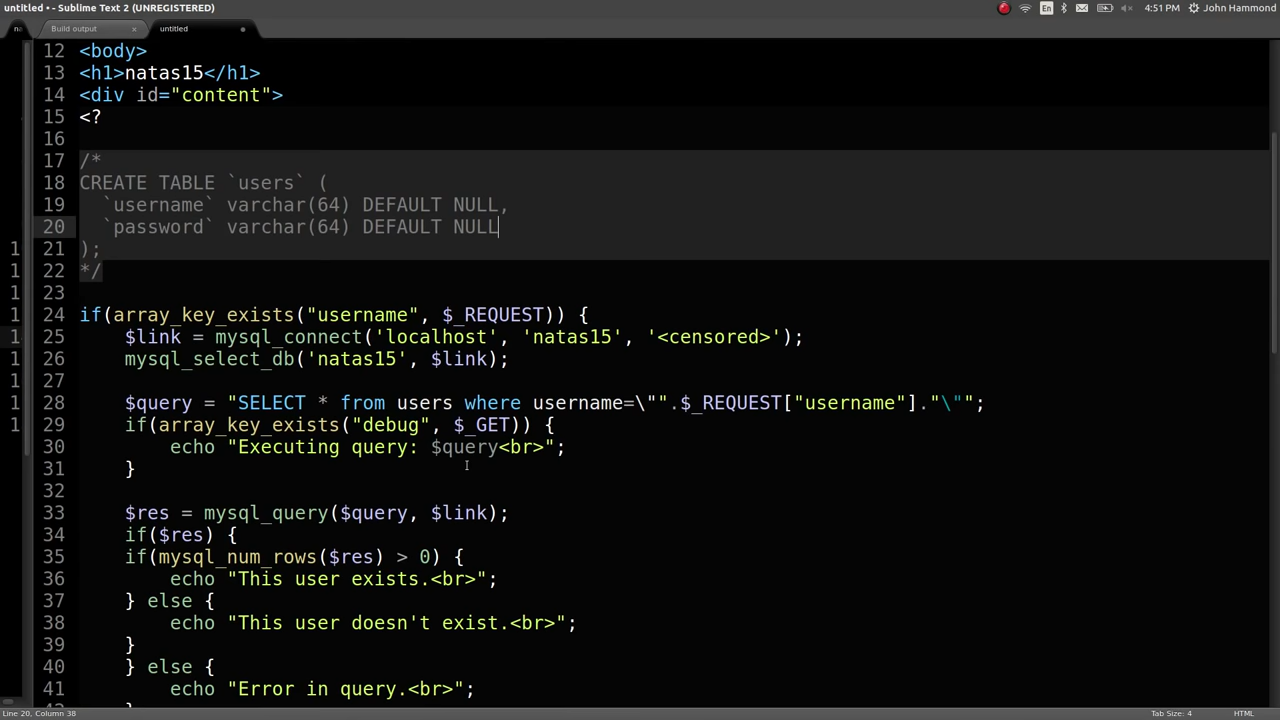 untitled • - Sublime Text 2 (UNREGISTERED)
En
4:51 PM
John Hammond
na
Build output
untitled
12 <body>
13 <h1>natas15</h1>
14 <div id="content">
15 <?
16
17 /*
18 CREATE TABLE `users` (
19   `username` varchar(64) DEFAULT NULL,
20   `password` varchar(64) DEFAULT NULL
21 );
22 */
23
24 if(array_key_exists("username", $_REQUEST)) {
25     $link = mysql_connect('localhost', 'natas15', '<censored>');
26     mysql_select_db('natas15', $link);
27
28     $query = "SELECT * from users where username=\"".$_REQUEST["username"]."\"";
29     if(array_key_exists("debug", $_GET)) {
30         echo "Executing query: $query<br>";
31     }
32
33     $res = mysql_query($query, $link);
34     if($res) {
35     if(mysql_num_rows($res) > 0) {
36         echo "This user exists.<br>";
37     } else {
38         echo "This user doesn't exist.<br>";
39     }
40     } else {
41         echo "Error in query.<br>";
Line 20, Column 38
Tab Size: 4
HTML